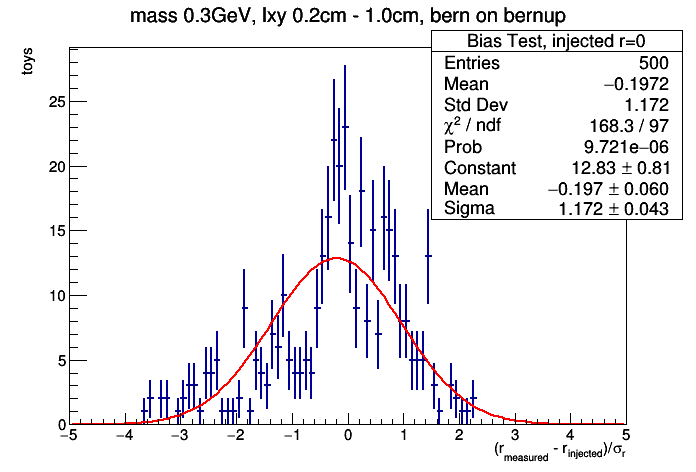 mass 0.3GeV, lxy 0.2cm - 1.0cm, bern on bernup
Bias Test, injected r=0
Entries 500
Mean −0.1972
Std Dev 1.172
χ² / ndf 168.3 / 97
Prob 9.721e−06
Constant 12.83 ± 0.81
Mean −0.197 ± 0.060
Sigma 1.172 ± 0.043
toys
25
20
15
10
5
0
−5 −4 −3 −2 −1 0 1 2 3 4 5
(r_measured - r_injected)/σ_r